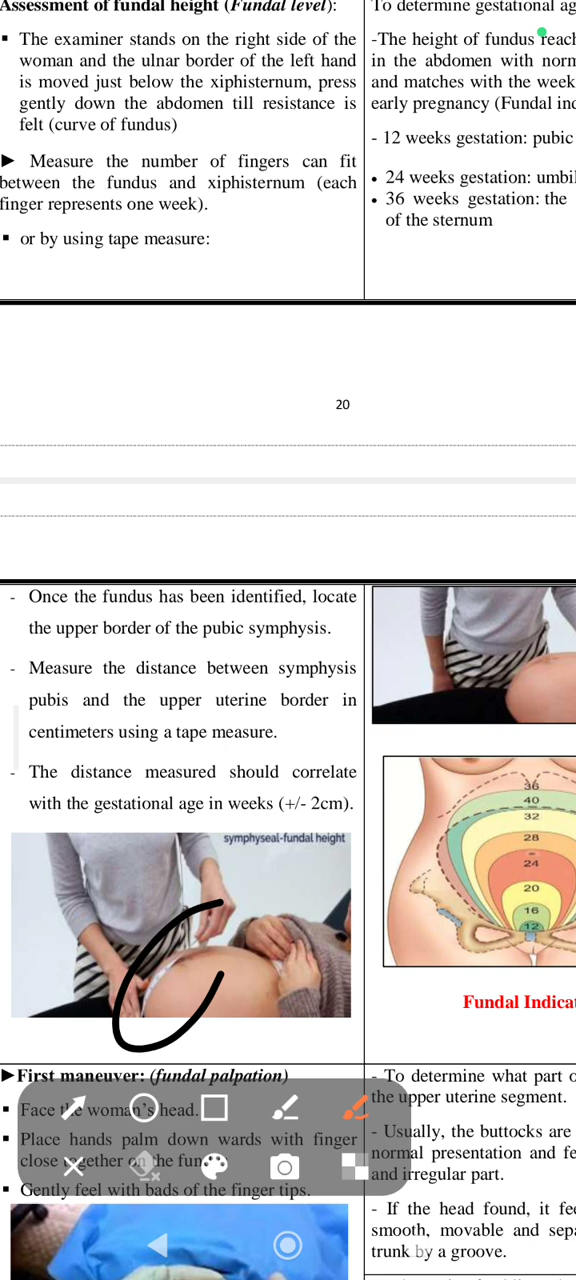 Assessment of fundal height (Fundal level):
▪ The examiner stands on the right side of the
woman and the ulnar border of the left hand
is moved just below the xiphisternum, press
gently down the abdomen till resistance is
felt (curve of fundus)
► Measure the number of fingers can fit
between the fundus and xiphisternum (each
finger represents one week).
▪ or by using tape measure:
To determine gestational ag
-The height of fundus reach
in the abdomen with norm
and matches with the week
early pregnancy (Fundal ind
- 12 weeks gestation: pubic
• 24 weeks gestation: umbil
• 36 weeks gestation: the
of the sternum
20
- Once the fundus has been identified, locate
the upper border of the pubic symphysis.
- Measure the distance between symphysis
pubis and the upper uterine border in
centimeters using a tape measure.
- The distance measured should correlate
with the gestational age in weeks (+/- 2cm).
symphyseal-fundal height
36
40
32
28
24
20
16
12
Fundal Indica
►First maneuver: (fundal palpation)
▪ Face the woman's head.
▪ Place hands palm down wards with finger
close together on the fun
▪ Gently feel with bads of the finger tips.
- To determine what part o
the upper uterine segment.
- Usually, the buttocks are
normal presentation and fe
and irregular part.
- If the head found, it fee
smooth, movable and sepa
trunk by a groove.